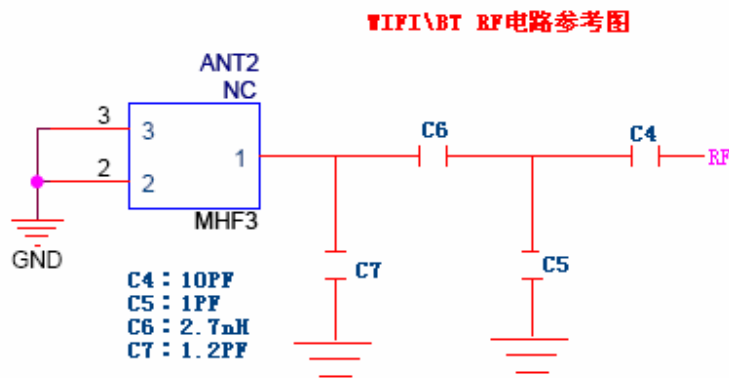 WIFI\BT RF电路参考图
ANT2
NC
3
3
1
2
2
MHF3
GND
C6
C4
RF
C7
C5
C4：10PF
C5：1PF
C6：2.7nH
C7：1.2PF